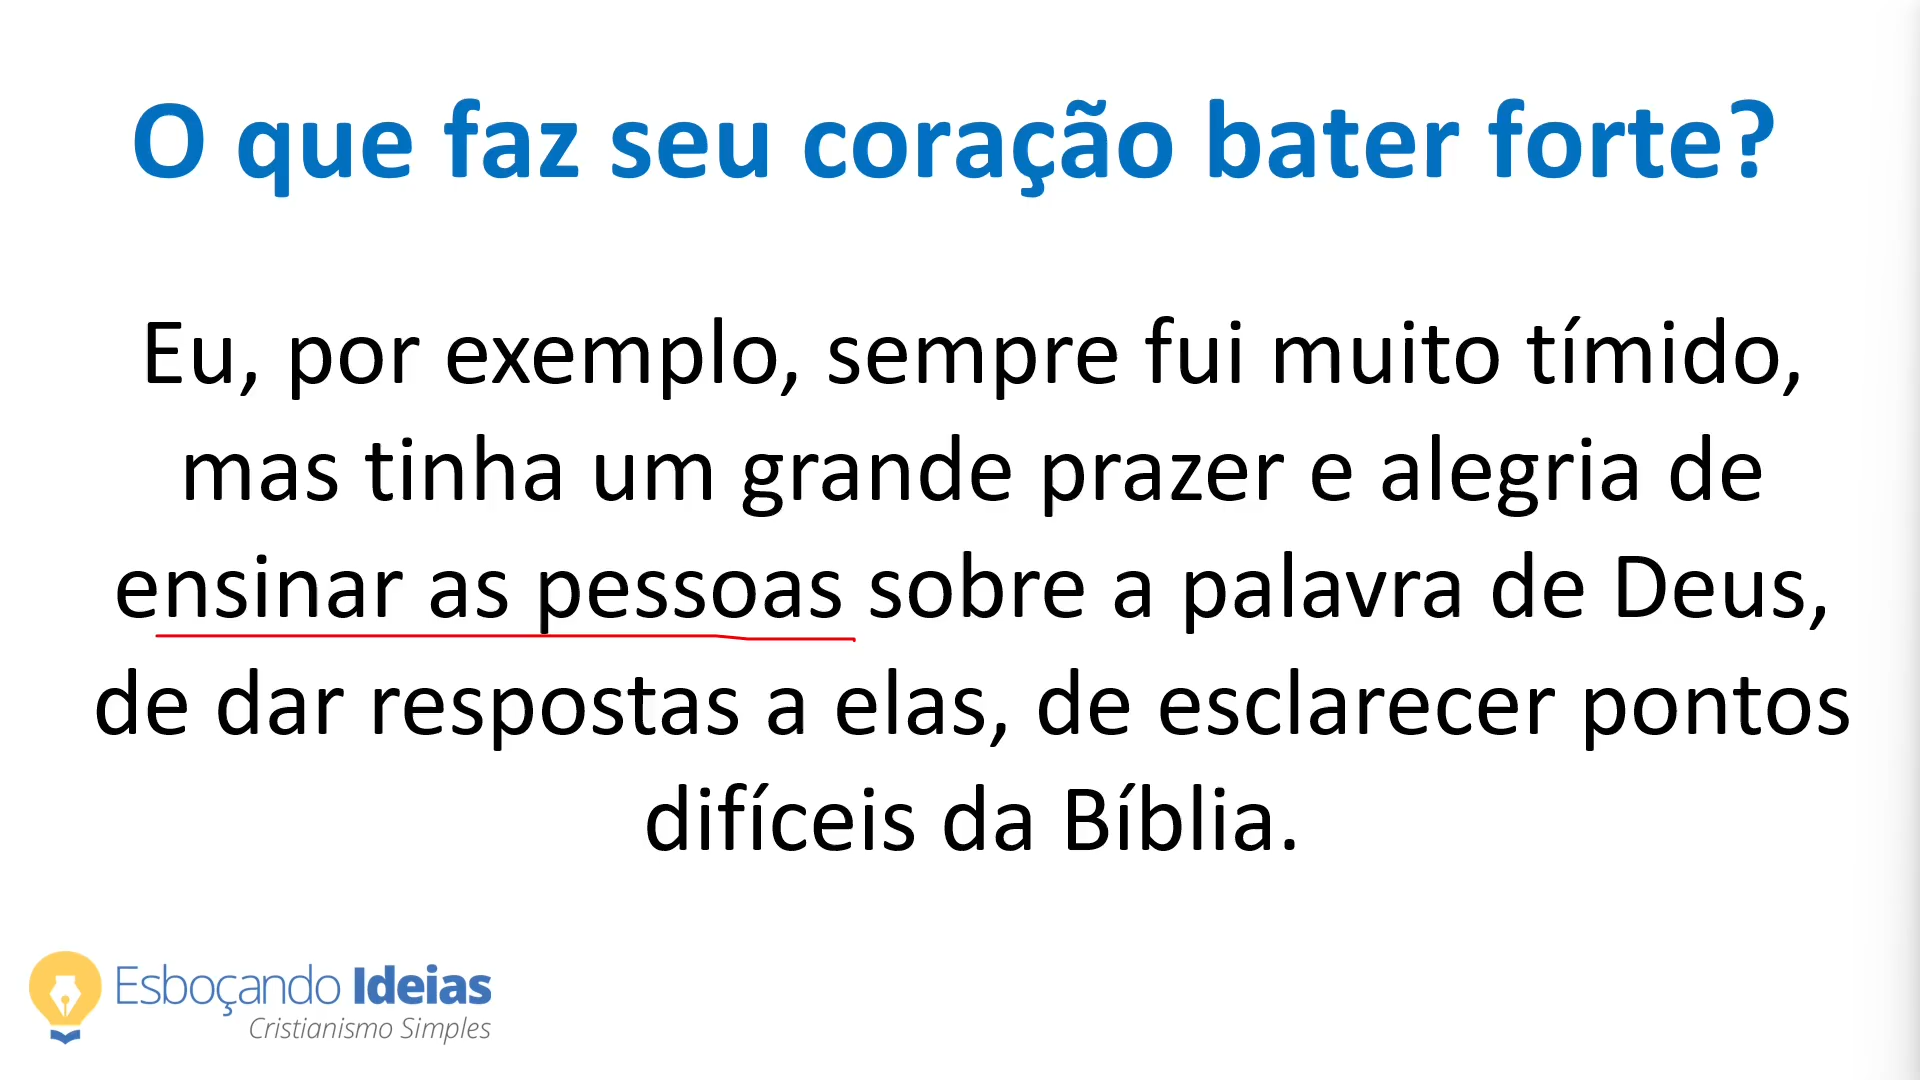 O que faz seu coração bater forte?
Eu, por exemplo, sempre fui muito tímido,
mas tinha um grande prazer e alegria de
ensinar as pessoas sobre a palavra de Deus,
de dar respostas a elas, de esclarecer pontos
difíceis da Bíblia.
Esboçando Ideias
Cristianismo Simples